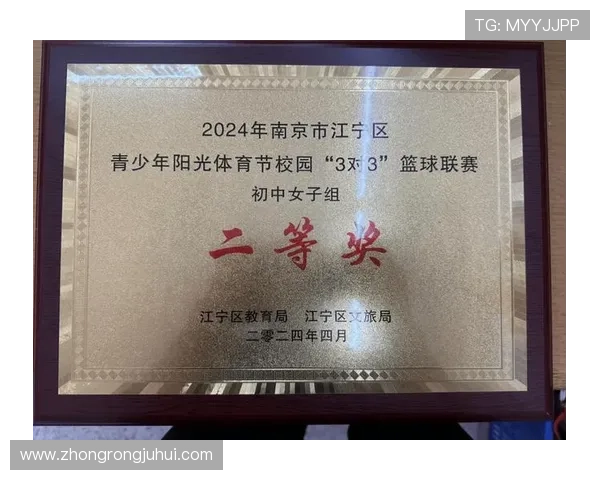 TG: MYYJJPP
2024年南京市江宁区
青少年阳光体育节校园“3对3”篮球联赛
初中女子组
二等奖
江宁区教育局 江宁区文旅局
二零二四年四月
www.zhongrongjuhui.com